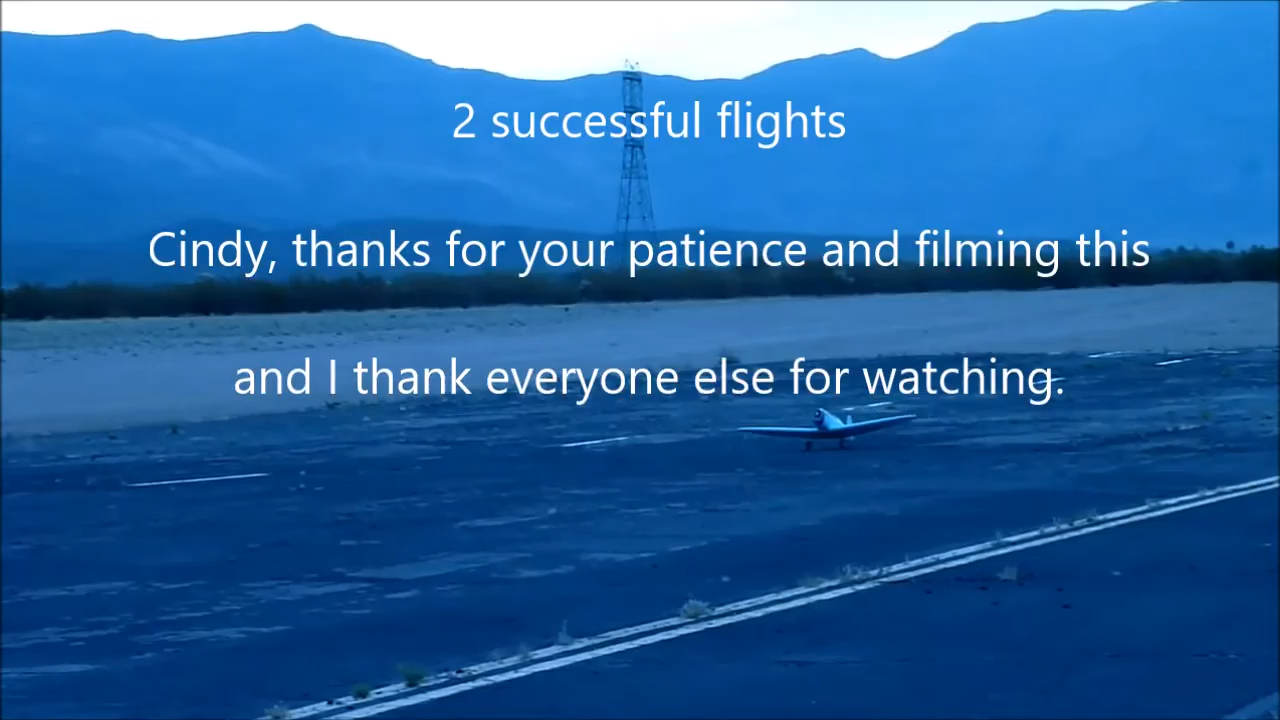 2 successful flights
Cindy, thanks for your patience and filming this
and I thank everyone else for watching.